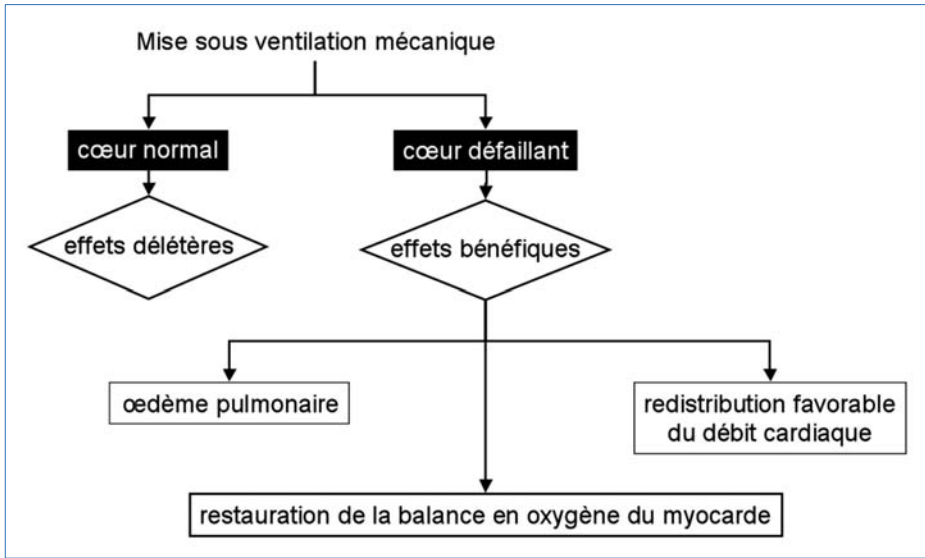 Mise sous ventilation mécanique
cœur normal
cœur défaillant
effets délétères
effets bénéfiques
œdème pulmonaire
redistribution favorable
du débit cardiaque
restauration de la balance en oxygène du myocarde